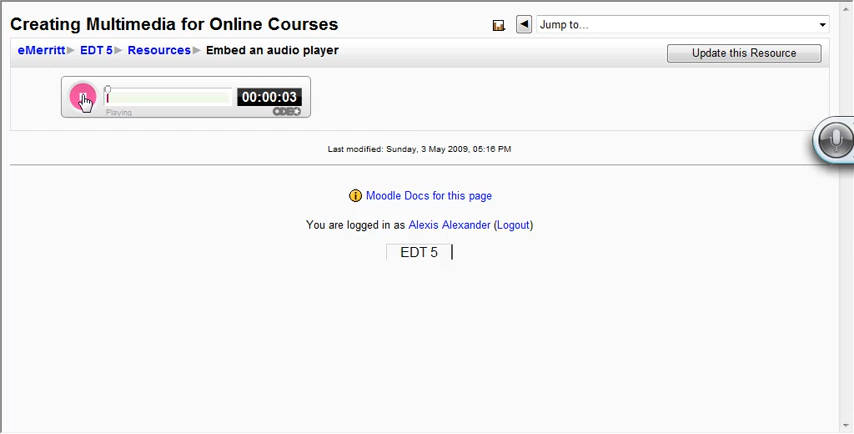 Creating Multimedia for Online Courses
Jump to...
eMerritt EDT 5 Resources Embed an audio player
Update this Resource
00:00:03
Playing
ODEO
Last modified: Sunday, 3 May 2009, 05:16 PM
Moodle Docs for this page
You are logged in as Alexis Alexander (Logout)
EDT 5